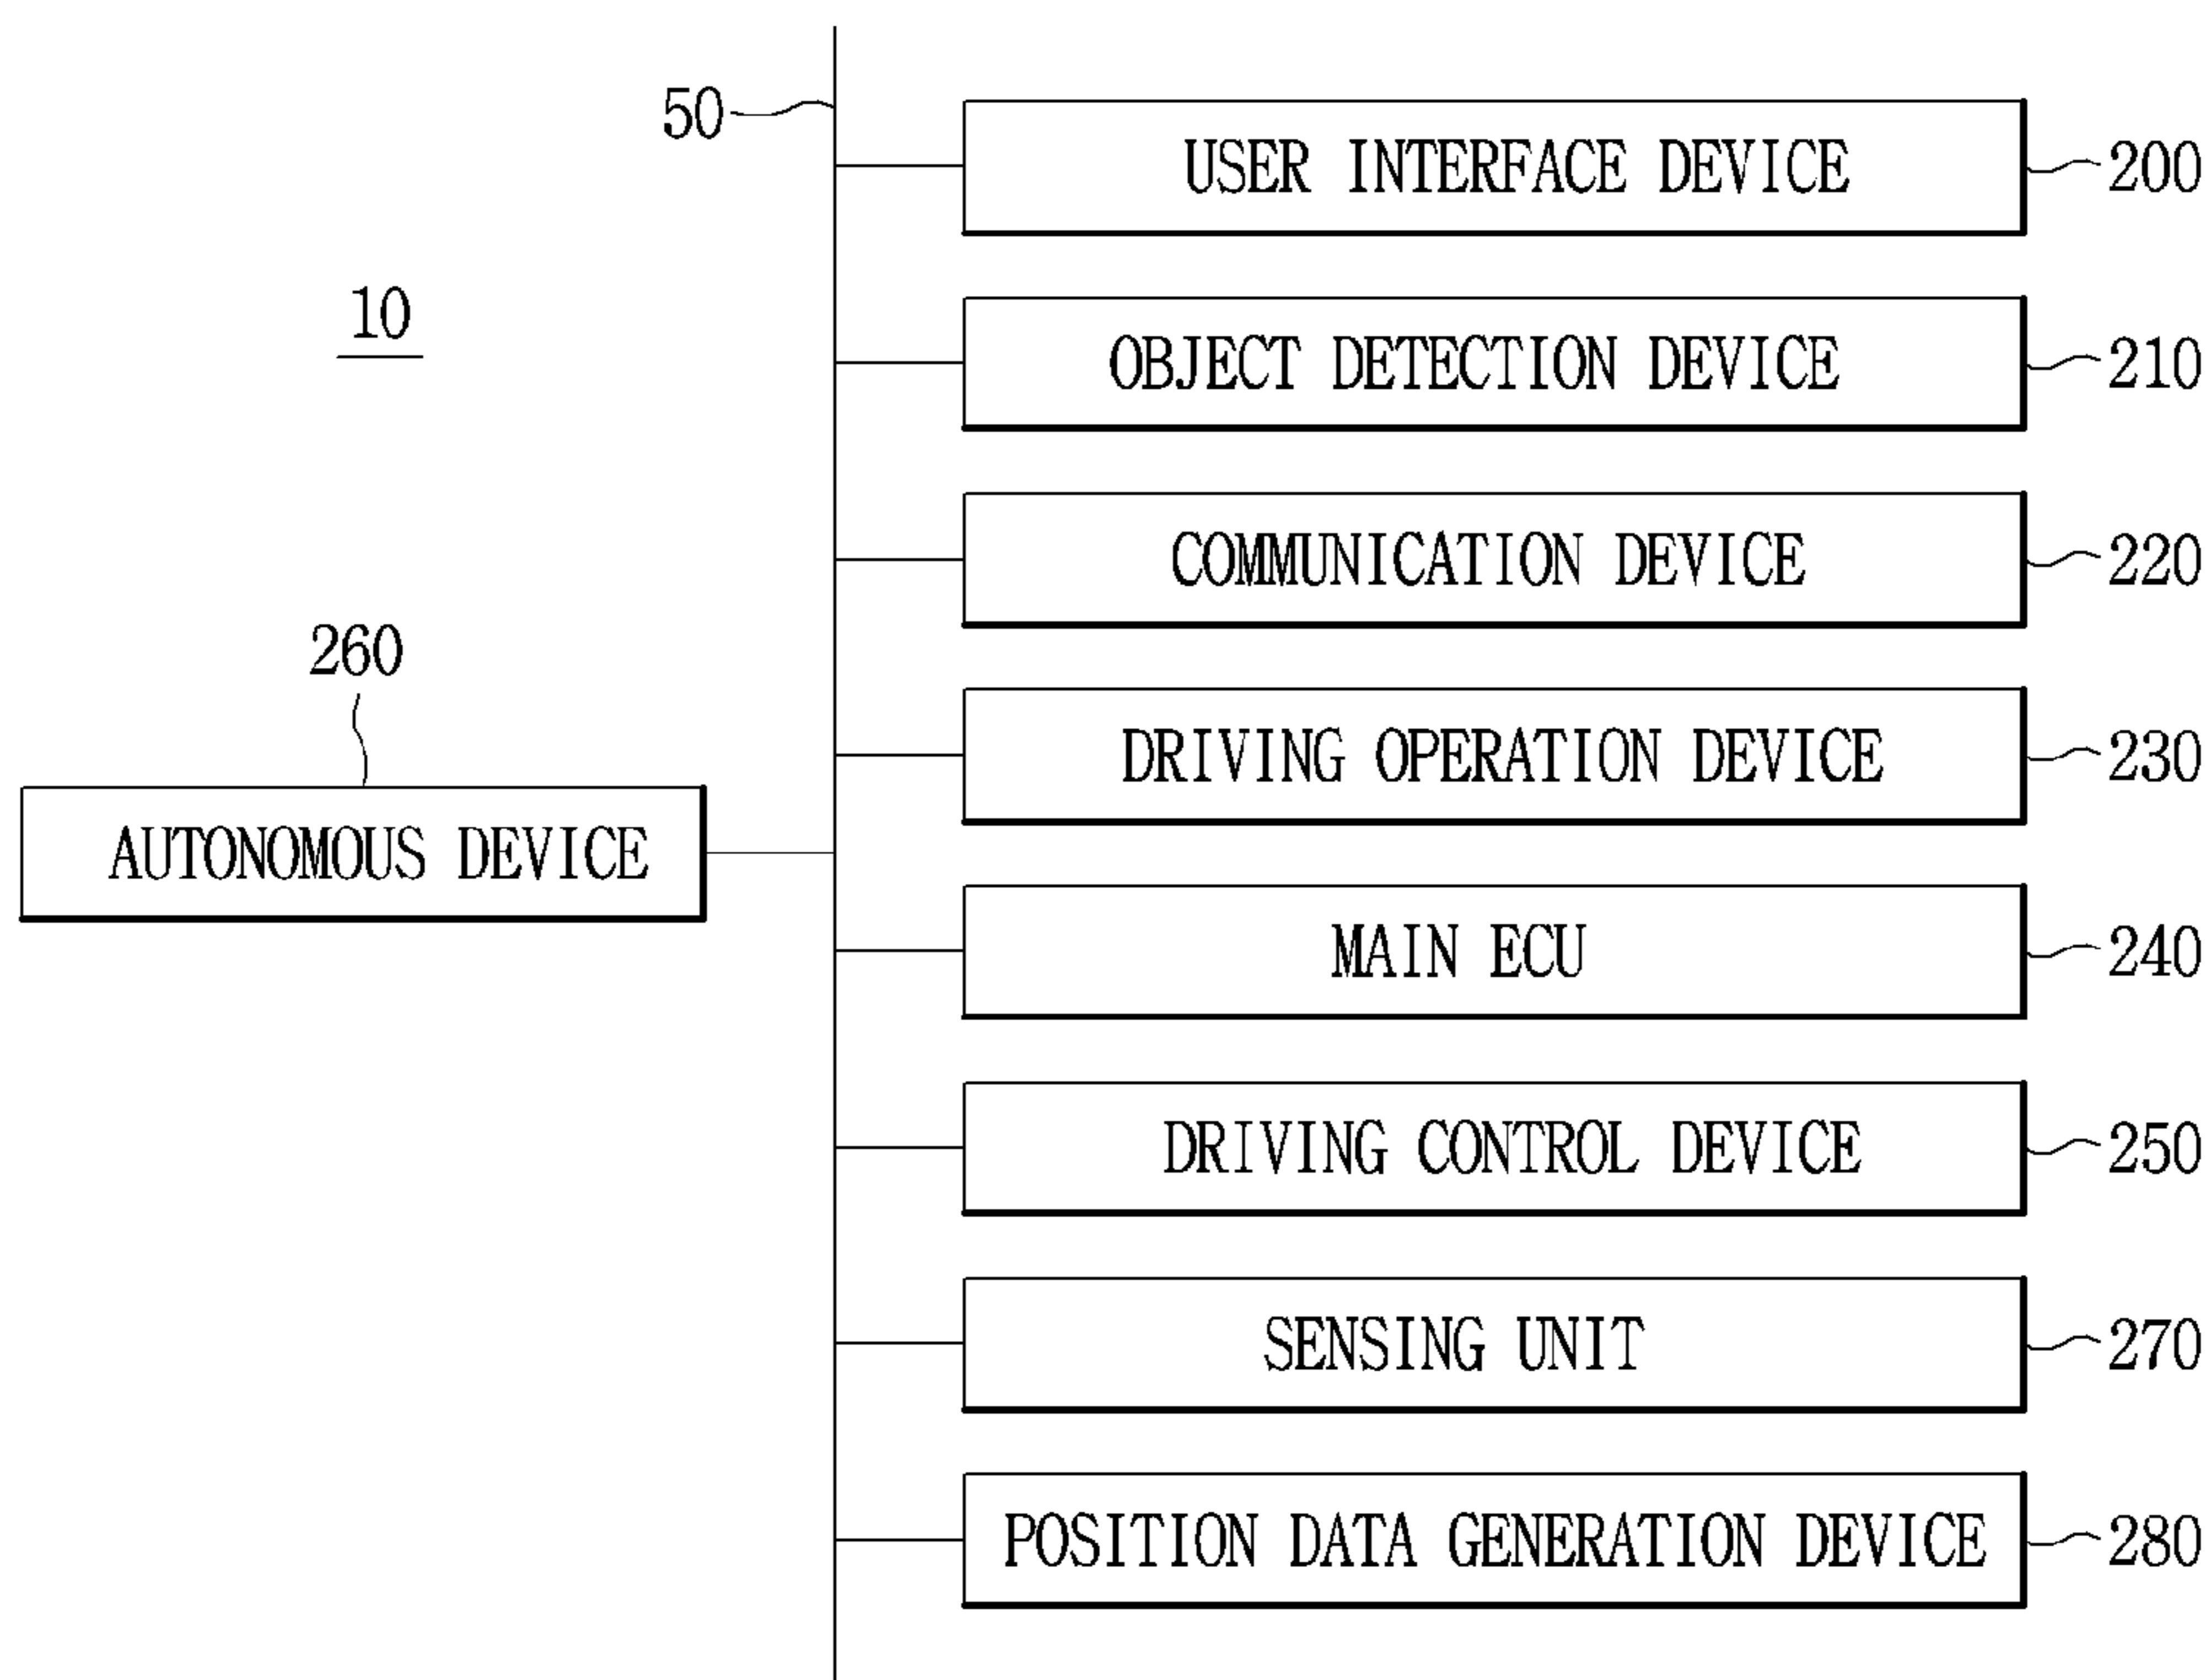 50
USER INTERFACE DEVICE 200
10
OBJECT DETECTION DEVICE 210
COMMUNICATION DEVICE 220
260
DRIVING OPERATION DEVICE 230
AUTONOMOUS DEVICE
MAIN ECU 240
DRIVING CONTROL DEVICE 250
SENSING UNIT 270
POSITION DATA GENERATION DEVICE 280